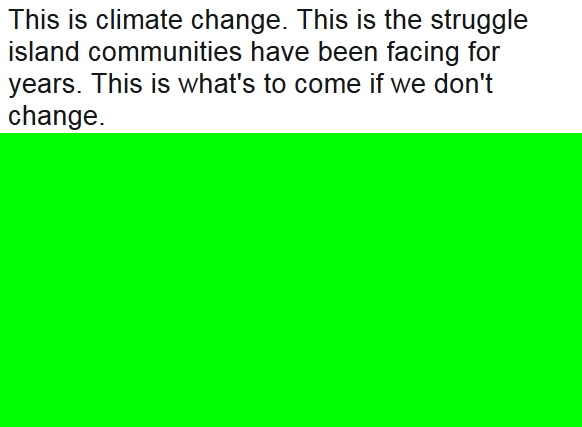 This is climate change. This is the struggle
island communities have been facing for
years. This is what's to come if we don't
change.